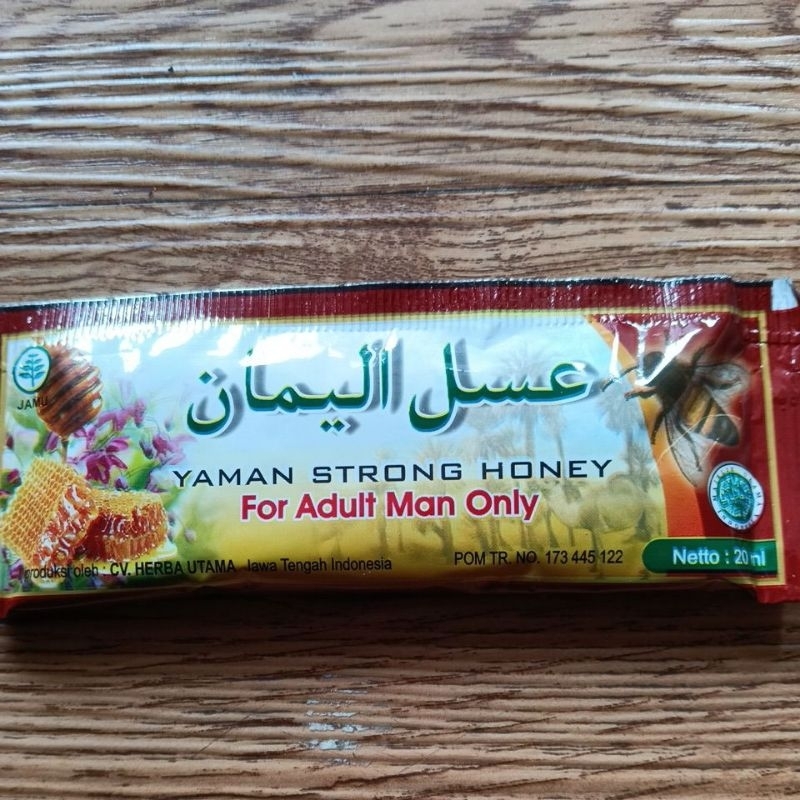 JAMU
عسل اليمان
YAMAN STRONG HONEY
For Adult Man Only
roduksi oleh : CV. HERBA UTAMA Jawa Tengah Indonesia
POM TR. NO. 173 445 122
Netto : 20 ml